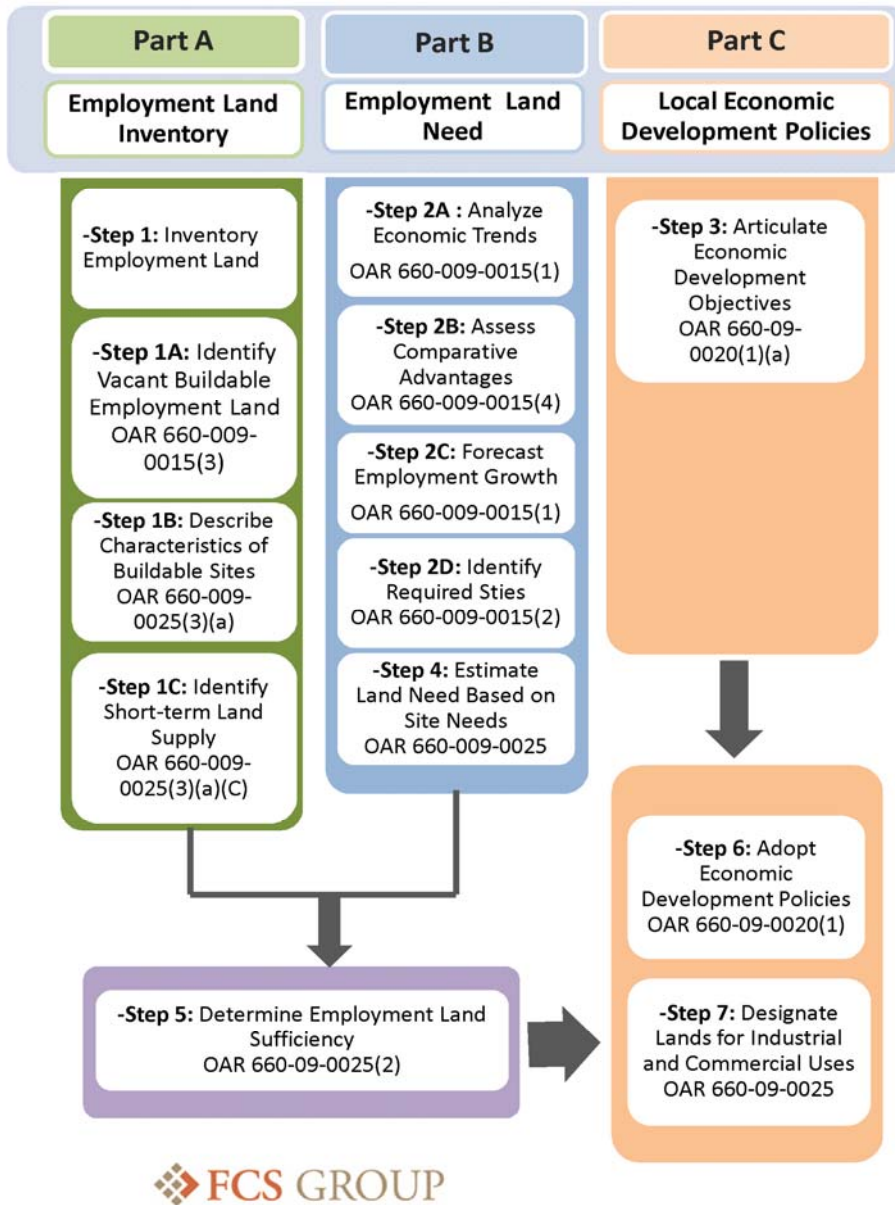 Part A
Employment Land
Inventory
-Step 1: Inventory
Employment Land
-Step 1A: Identify
Vacant Buildable
Employment Land
OAR 660-009-
0015(3)
-Step 1B: Describe
Characteristics of
Buildable Sites
OAR 660-009-
0025(3)(a)
-Step 1C: Identify
Short-term Land
Supply
OAR 660-009-
0025(3)(a)(C)
Part B
Employment Land
Need
-Step 2A : Analyze
Economic Trends
OAR 660-009-0015(1)
-Step 2B: Assess
Comparative
Advantages
OAR 660-009-0015(4)
-Step 2C: Forecast
Employment Growth
OAR 660-009-0015(1)
-Step 2D: Identify
Required Sties
OAR 660-009-0015(2)
-Step 4: Estimate
Land Need Based on
Site Needs
OAR 660-009-0025
Part C
Local Economic
Development Policies
-Step 3: Articulate
Economic
Development
Objectives
OAR 660-09-
0020(1)(a)
-Step 5: Determine Employment Land
Sufficiency
OAR 660-09-0025(2)
-Step 6: Adopt
Economic
Development Policies
OAR 660-09-0020(1)
-Step 7: Designate
Lands for Industrial
and Commercial Uses
OAR 660-09-0025
FCS GROUP